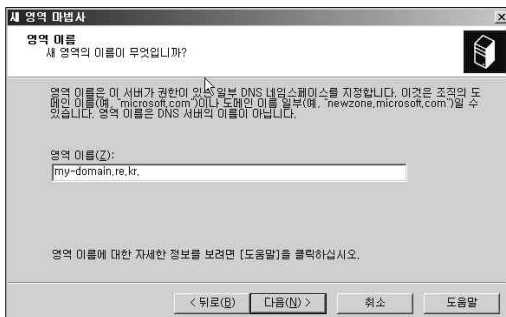 새 영역 마법사
영역 이름
새 영역의 이름이 무엇입니까?
영역 이름은 이 서버가 권한이 있는 일부 DNS 네임스페이스를 지정합니다. 이것은 조직의 도
메인 이름(예, "microsoft.com")이나 도메인 이름 일부(예, "newzone.microsoft.com")일 수
있습니다. 영역 이름은 DNS 서버의 이름이 아닙니다.
영역 이름(Z):
my-domain.re.kr.
영역 이름에 대한 자세한 정보를 보려면 [도움말]을 클릭하십시오.
< 뒤로(B) 다음(N) > 취소 도움말